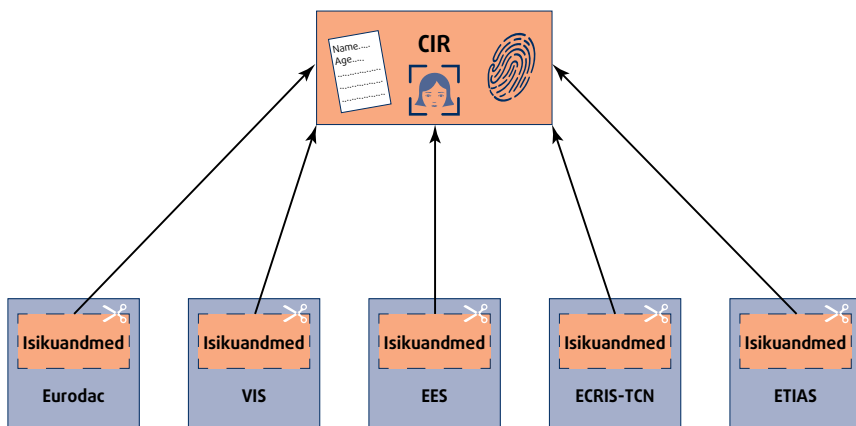 CIR
Name....
Age.....
Isikuandmed
Isikuandmed
Isikuandmed
Isikuandmed
Isikuandmed
Eurodac
VIS
EES
ECRIS-TCN
ETIAS